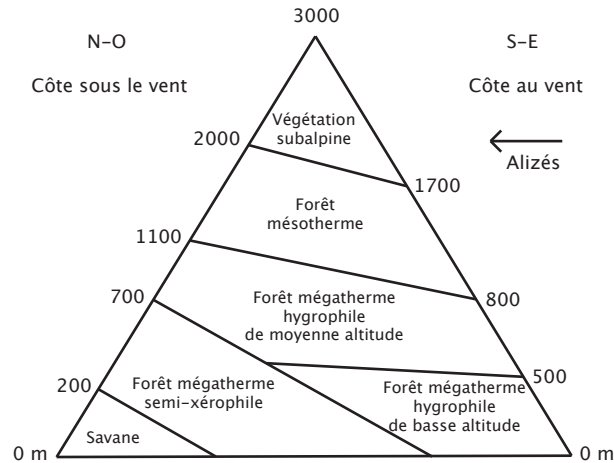 3000
N-O
S-E
Côte sous le vent
Côte au vent
Végétation
subalpine
2000
Alizés
1700
Forêt
mésotherme
1100
800
700
Forêt mégatherme
hygrophile
de moyenne altitude
500
200
Forêt mégatherme
semi-xérophile
Forêt mégatherme
hygrophile
de basse altitude
Savane
0 m
0 m